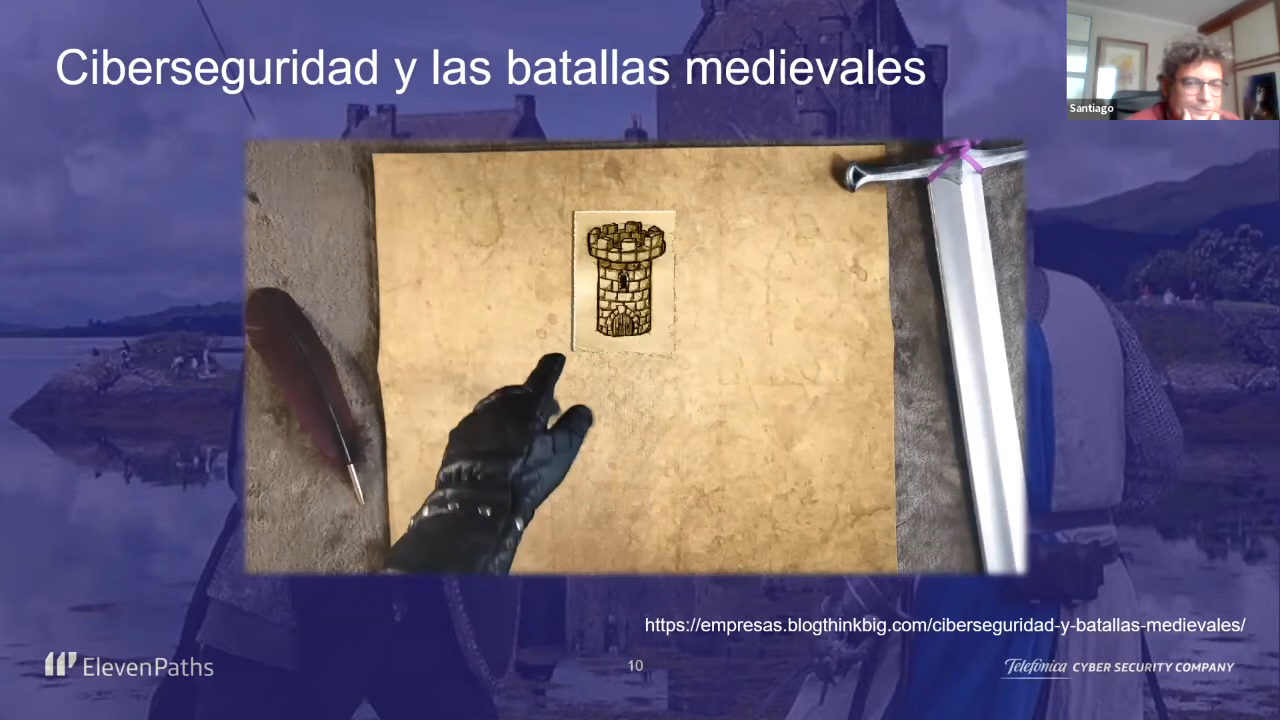 Ciberseguridad y las batallas medievales
Santiago
https://empresas.blogthinkbig.com/ciberseguridad-y-batallas-medievales/
ElevenPaths
10
Telefónica CYBER SECURITY COMPANY